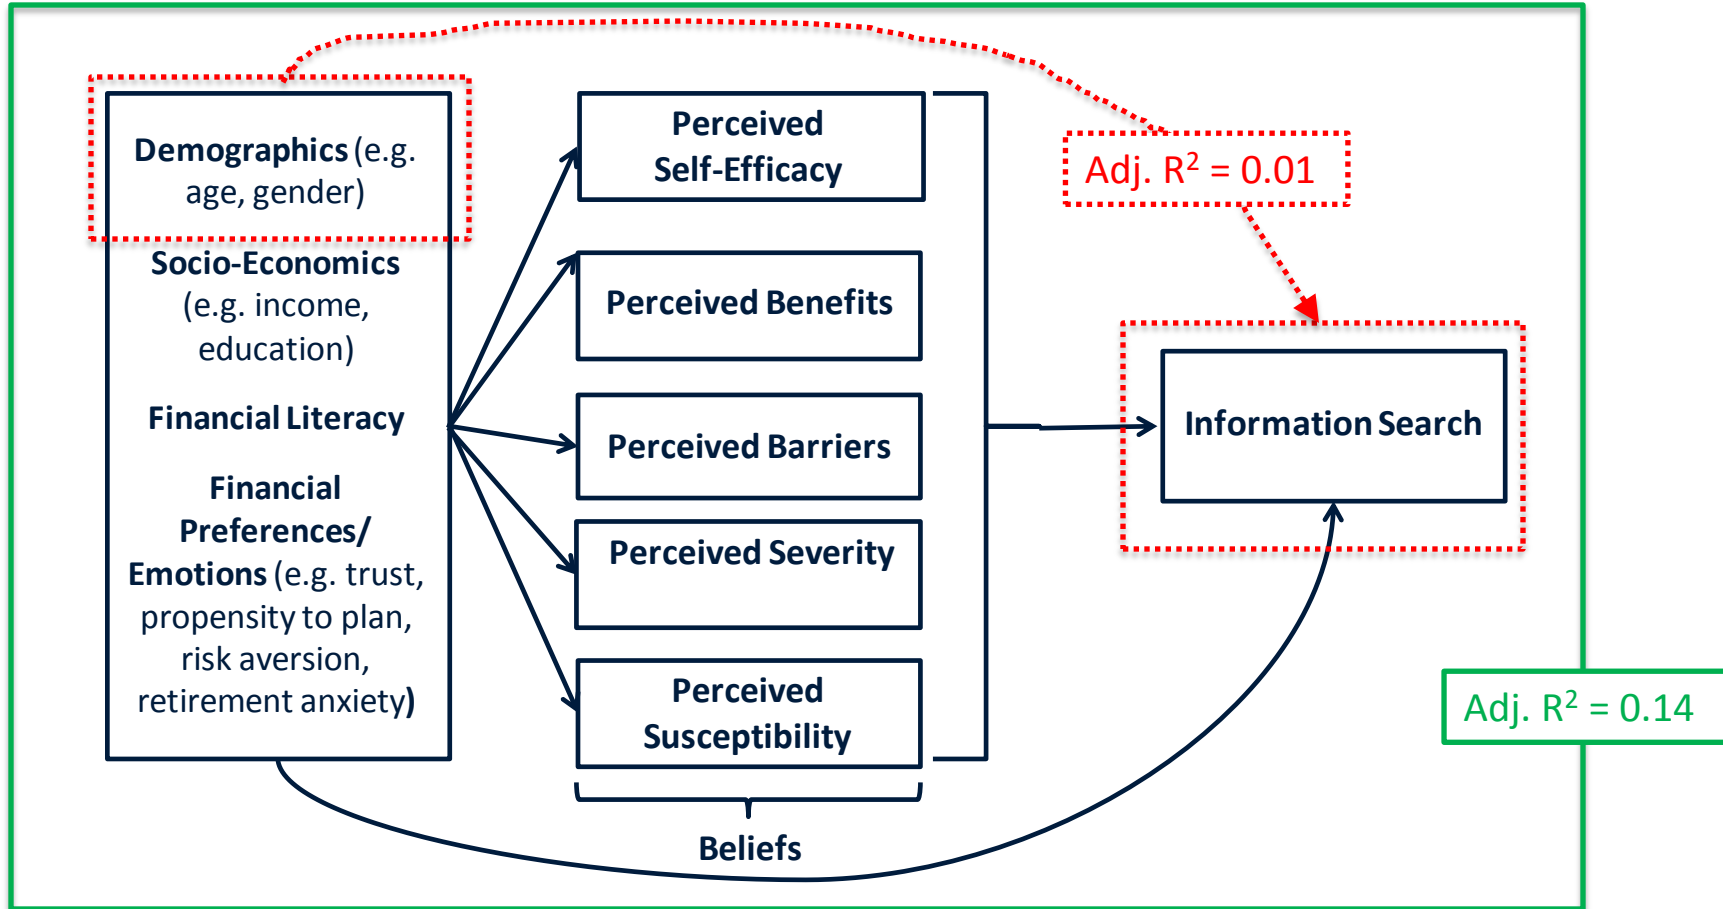 Demographics (e.g.
age, gender)
Socio-Economics
(e.g. income,
education)
Financial Literacy
Financial
Preferences/
Emotions (e.g. trust,
propensity to plan,
risk aversion,
retirement anxiety)
Perceived
Self-Efficacy
Perceived Benefits
Perceived Barriers
Perceived Severity
Perceived
Susceptibility
Beliefs
Adj. R² = 0.01
Information Search
Adj. R² = 0.14